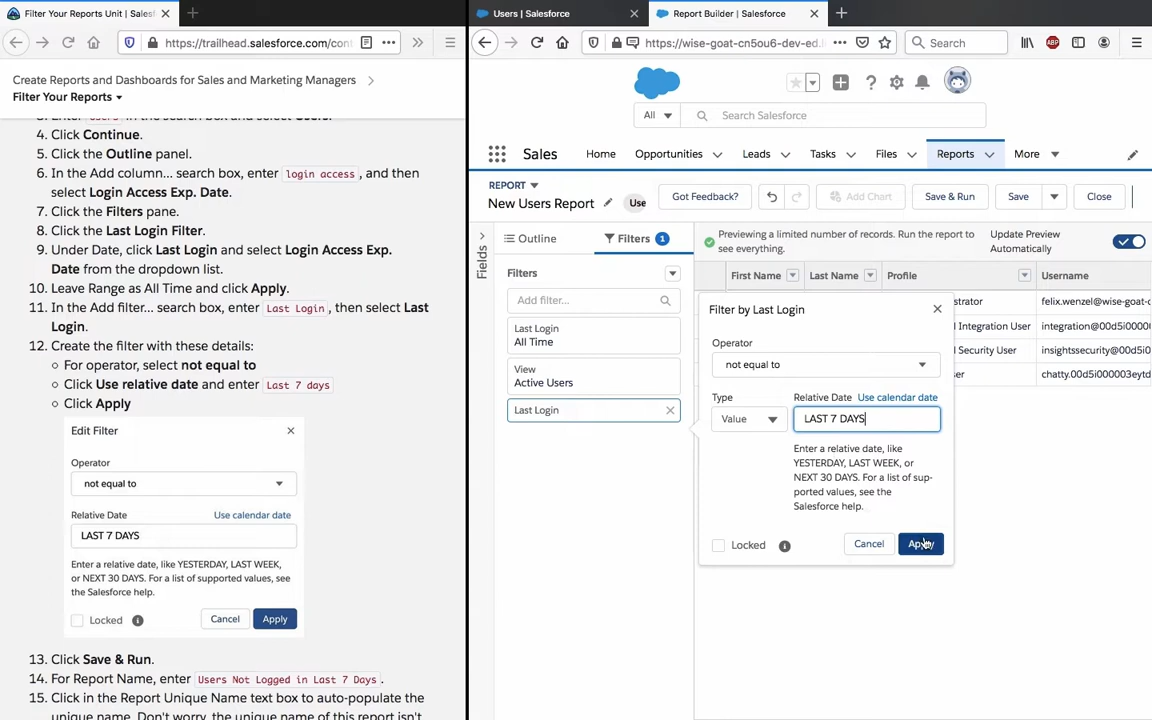 Filter Your Reports Unit | Sales
https://trailhead.salesforce.com/con
Create Reports and Dashboards for Sales and Marketing Managers
Filter Your Reports
4. Click Continue.
5. Click the Outline panel.
6. In the Add column... search box, enter login access, and then
select Login Access Exp. Date.
7. Click the Filters pane.
8. Click the Last Login Filter.
9. Under Date, click Last Login and select Login Access Exp.
Date from the dropdown list.
10. Leave Range as All Time and click Apply.
11. In the Add filter... search box, enter Last Login, then select Last
Login.
12. Create the filter with these details:
For operator, select not equal to
Click Use relative date and enter Last 7 days
Click Apply
Edit Filter
Operator
not equal to
Relative Date Use calendar date
LAST 7 DAYS
Enter a relative date, like YESTERDAY, LAST WEEK,
or NEXT 30 DAYS. For a list of supported values, see
the Salesforce help.
Locked Cancel Apply
13. Click Save & Run.
14. For Report Name, enter Users Not Logged in Last 7 Days.
15. Click in the Report Unique Name text box to auto-populate the
unique name. Don't worry, the unique name of this report isn't
Users | Salesforce
Report Builder | Salesforce
https://wise-goat-cn5ou6-dev-ed.l
Search
All Search Salesforce
Sales Home Opportunities Leads Tasks Files Reports More
REPORT
New Users Report Use
Got Feedback? Add Chart Save & Run Save Close
Fields
Outline Filters 1
Previewing a limited number of records. Run the report to
see everything.
Update Preview
Automatically
Filters
Add filter...
Last Login
All Time
View
Active Users
Last Login
First Name Last Name Profile Username
strator felix.wenzel@wise-goat-c
l Integration User integration@00d5i0000
l Security User insightssecurity@00d5i
ser chatty.00d5i000003eytd
Filter by Last Login
Operator
not equal to
Type Relative Date Use calendar date
Value LAST 7 DAYS
Enter a relative date, like
YESTERDAY, LAST WEEK, or
NEXT 30 DAYS. For a list of sup-
ported values, see the
Salesforce help.
Locked Cancel Apply